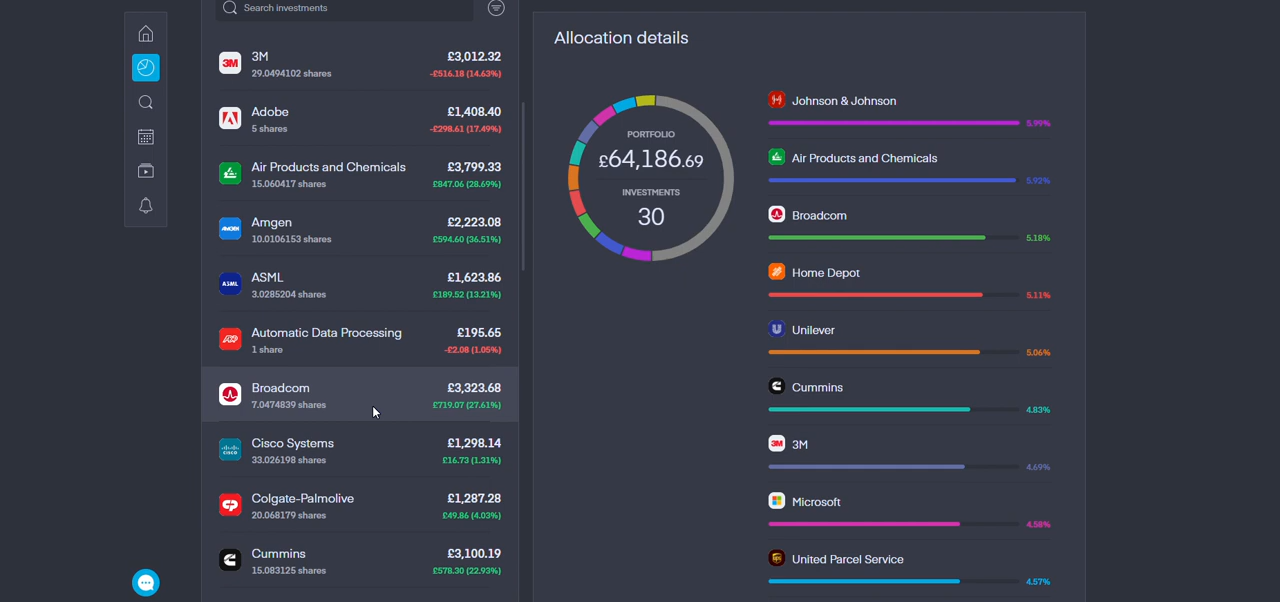 Search investments
3M
£3,012.32
29.0494102 shares
-£516.18 (14.63%)
Adobe
£1,408.40
5 shares
-£298.61 (17.49%)
Air Products and Chemicals
£3,799.33
15.060417 shares
£847.06 (28.69%)
AMGEN
Amgen
£2,223.08
10.0106153 shares
£594.60 (36.51%)
ASML
ASML
£1,623.86
3.0285204 shares
£189.52 (13.21%)
ADP
Automatic Data Processing
£195.65
1 share
-£2.08 (1.05%)
Broadcom
£3,323.68
7.0474839 shares
£719.07 (27.61%)
CISCO
Cisco Systems
£1,298.14
33.026198 shares
£16.73 (1.31%)
CP
Colgate-Palmolive
£1,287.28
20.068179 shares
£49.86 (4.03%)
Cummins
£3,100.19
15.083125 shares
£578.30 (22.93%)
Allocation details
PORTFOLIO
£64,186.69
INVESTMENTS
30
Johnson & Johnson
5.99%
Air Products and Chemicals
5.92%
Broadcom
5.18%
Home Depot
5.11%
Unilever
5.06%
Cummins
4.83%
3M
3M
4.69%
Microsoft
4.58%
United Parcel Service
4.57%